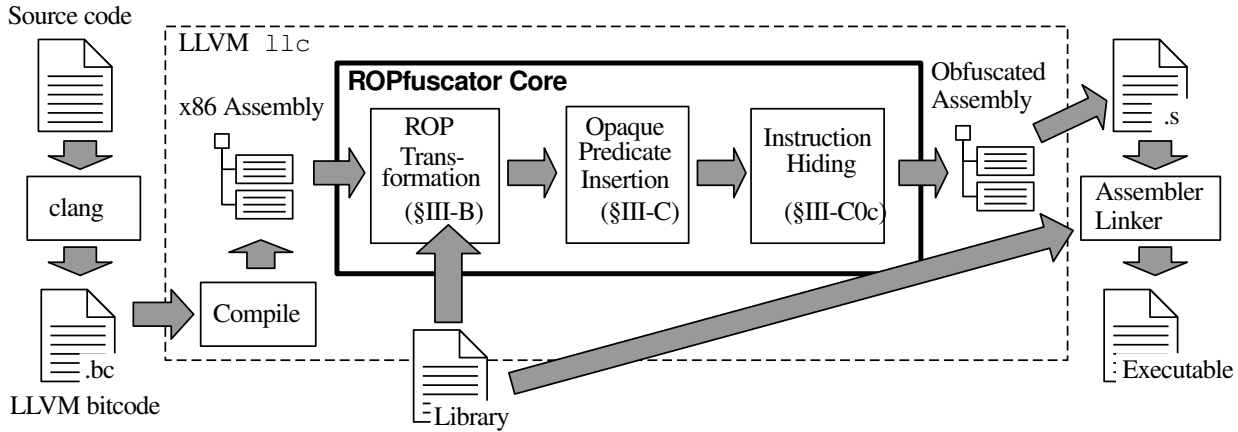 Source code
LLVM llc
ROPfuscator Core
x86 Assembly
ROP
Trans-
formation
(§III-B)
Opaque
Predicate
Insertion
(§III-C)
Instruction
Hiding
(§III-C0c)
Obfuscated
Assembly
.s
clang
Assembler
Linker
Compile
.bc
LLVM bitcode
Library
Executable